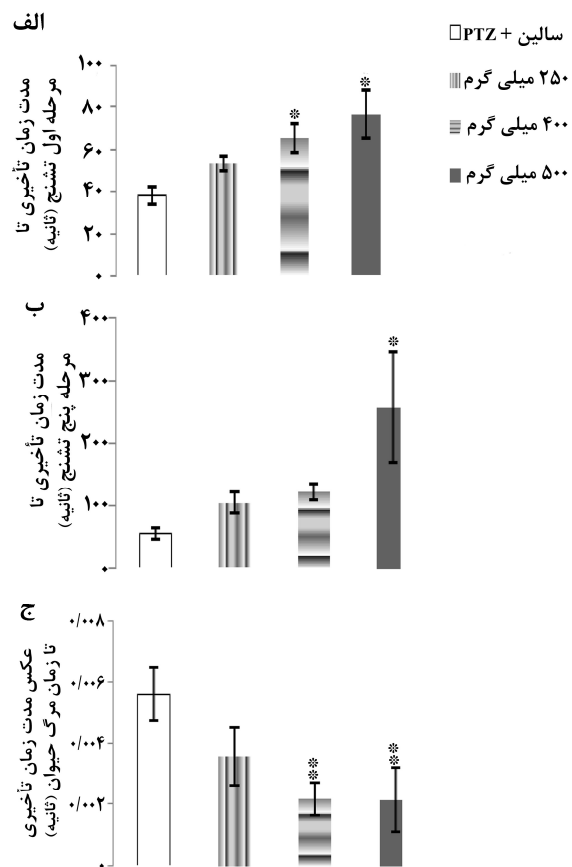 الف
سالین + PTZ
۲۵۰ میلی گرم
۴۰۰ میلی گرم
۵۰۰ میلی گرم
مدت زمان تأخیری تا
مرحله اول تشنج (ثانیه)
۱۰۰
۸۰
۶۰
۴۰
۲۰
۰
*
*
ب
مدت زمان تأخیری تا
مرحله پنج تشنج (ثانیه)
۴۰۰
۳۰۰
۲۰۰
۱۰۰
۰
*
ج
عکس مدت زمان تأخیری
تا زمان مرگ حیوان (ثانیه)
۰/۰۰۸
۰/۰۰۶
۰/۰۰۴
۰/۰۰۲
۰
**
**